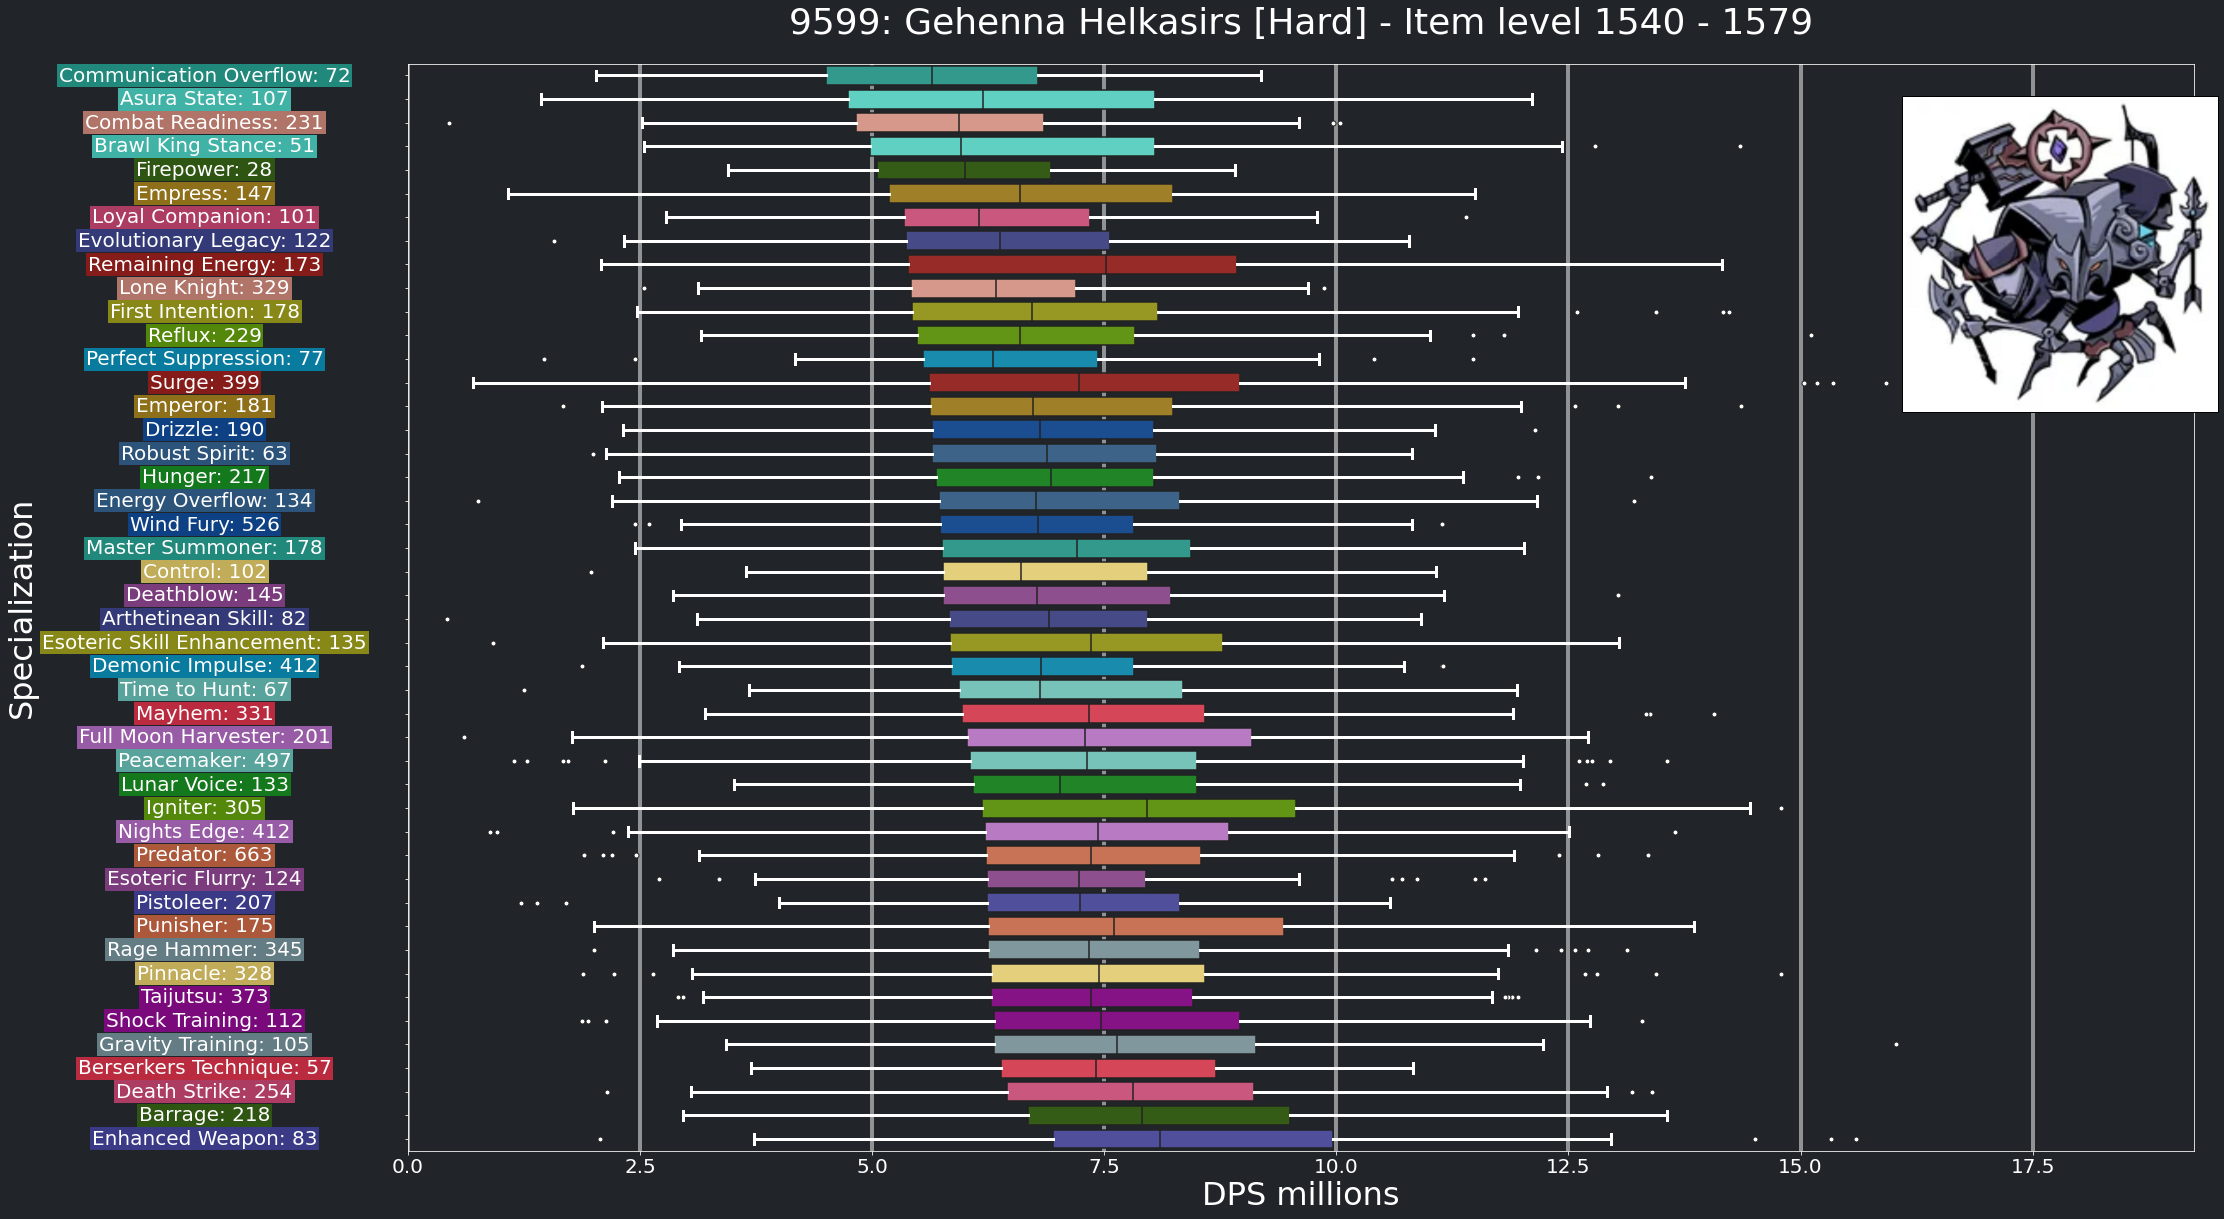 9599: Gehenna Helkasirs [Hard] - Item level 1540 - 1579
Communication Overflow: 72
Asura State: 107
Combat Readiness: 231
Brawl King Stance: 51
Firepower: 28
Empress: 147
Loyal Companion: 101
Evolutionary Legacy: 122
Remaining Energy: 173
Lone Knight: 329
First Intention: 178
Reflux: 229
Perfect Suppression: 77
Surge: 399
Emperor: 181
Drizzle: 190
Robust Spirit: 63
Hunger: 217
Energy Overflow: 134
Wind Fury: 526
Master Summoner: 178
Control: 102
Deathblow: 145
Arthetinean Skill: 82
Esoteric Skill Enhancement: 135
Demonic Impulse: 412
Time to Hunt: 67
Mayhem: 331
Full Moon Harvester: 201
Peacemaker: 497
Lunar Voice: 133
Igniter: 305
Nights Edge: 412
Predator: 663
Esoteric Flurry: 124
Pistoleer: 207
Punisher: 175
Rage Hammer: 345
Pinnacle: 328
Taijutsu: 373
Shock Training: 112
Gravity Training: 105
Berserkers Technique: 57
Death Strike: 254
Barrage: 218
Enhanced Weapon: 83
Specialization
0.0 2.5 5.0 7.5 10.0 12.5 15.0 17.5
DPS millions